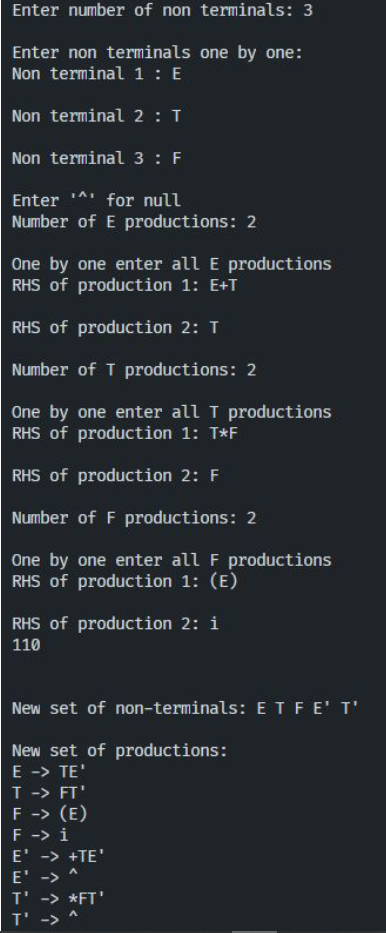 Enter number of non terminals: 3
Enter non terminals one by one:
Non terminal 1 : E
Non terminal 2 : T
Non terminal 3 : F
Enter '^' for null
Number of E productions: 2
One by one enter all E productions
RHS of production 1: E+T
RHS of production 2: T
Number of T productions: 2
One by one enter all T productions
RHS of production 1: T*F
RHS of production 2: F
Number of F productions: 2
One by one enter all F productions
RHS of production 1: (E)
RHS of production 2: i
110
New set of non-terminals: E T F E' T'
New set of productions:
E -> TE'
T -> FT'
F -> (E)
F -> i
E' -> +TE'
E' -> ^
T' -> *FT'
T' -> ^